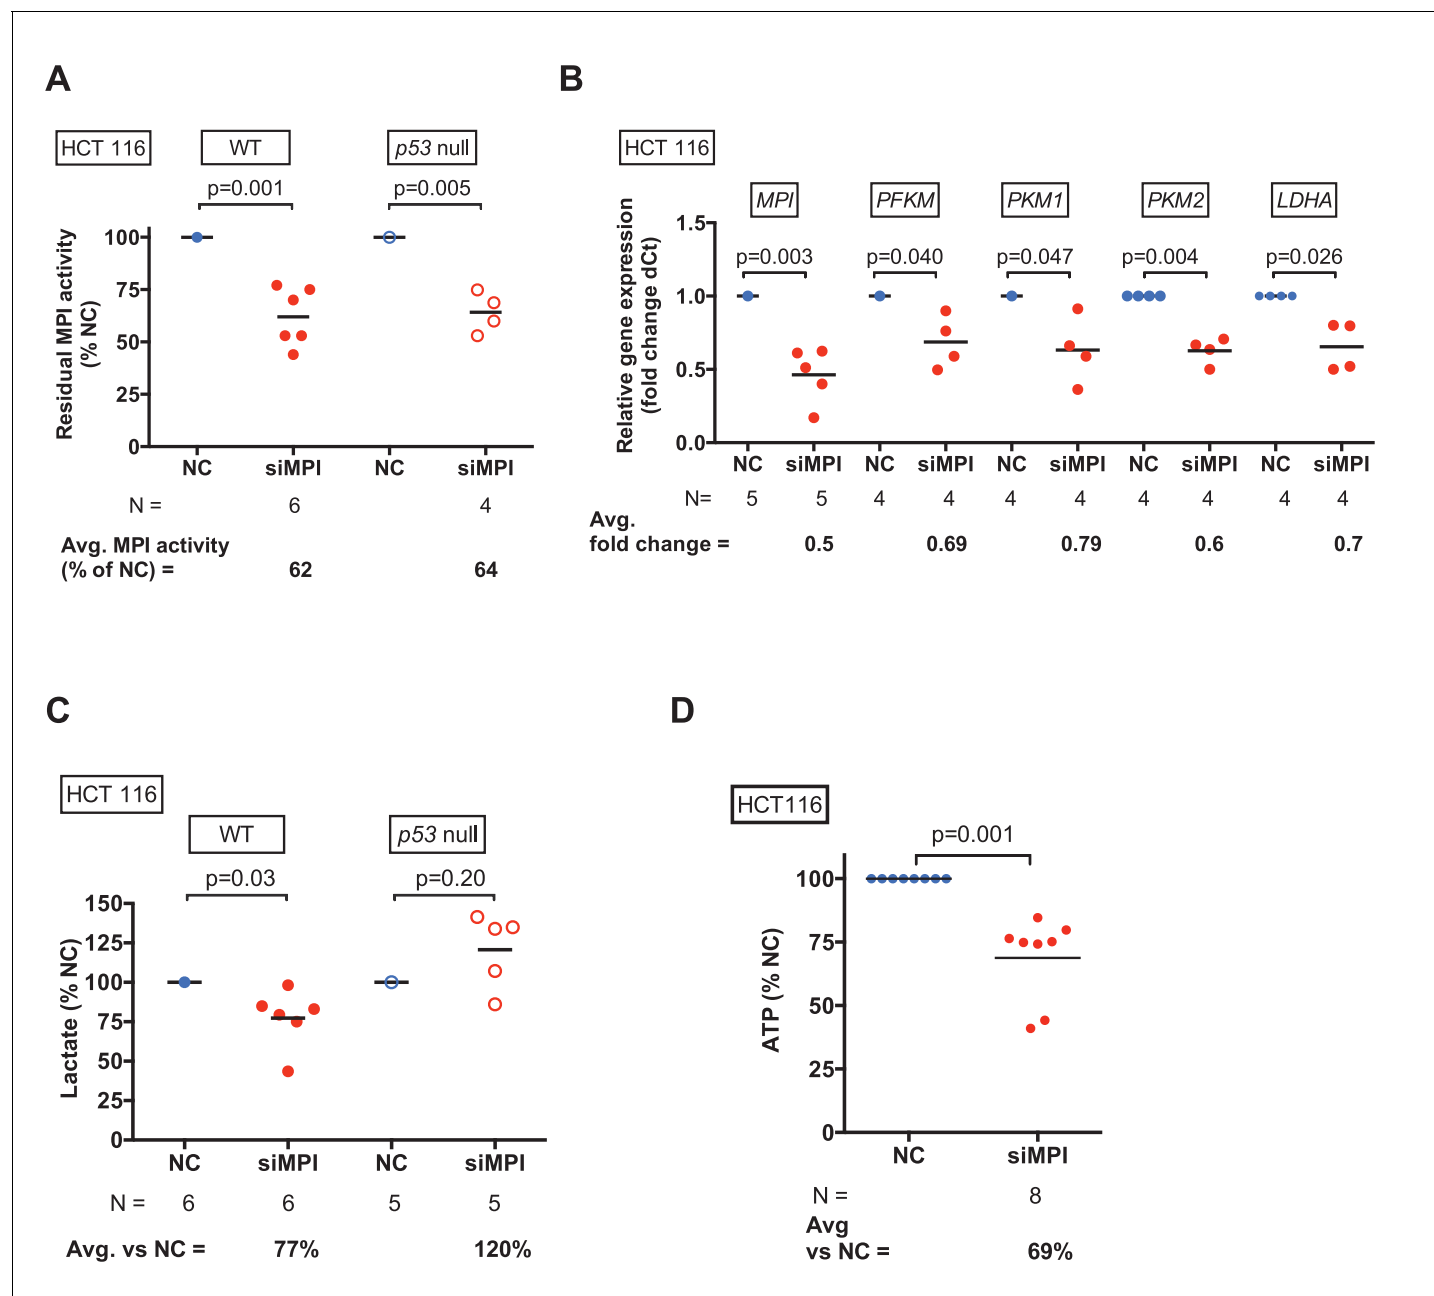 A
HCT 116
WT
p53 null
p=0.001
p=0.005
Residual MPI activity
(% NC)
100
75
50
25
0
NC siMPI NC siMPI
N = 6 4
Avg. MPI activity
(% of NC) = 62 64
B
HCT 116
MPI PFKM PKM1 PKM2 LDHA
p=0.003 p=0.040 p=0.047 p=0.004 p=0.026
Relative gene expression
(fold change dCt)
1.5
1.0
0.5
0.0
NC siMPI NC siMPI NC siMPI NC siMPI NC siMPI
N= 5 5 4 4 4 4 4 4 4 4
Avg.
fold change = 0.5 0.69 0.79 0.6 0.7
C
HCT 116
WT
p53 null
p=0.03
p=0.20
Lactate (% NC)
150
125
100
75
50
25
0
NC siMPI NC siMPI
N = 6 6 5 5
Avg. vs NC = 77% 120%
D
HCT116
p=0.001
ATP (% NC)
100
75
50
25
0
NC siMPI
N = 8
Avg
vs NC = 69%